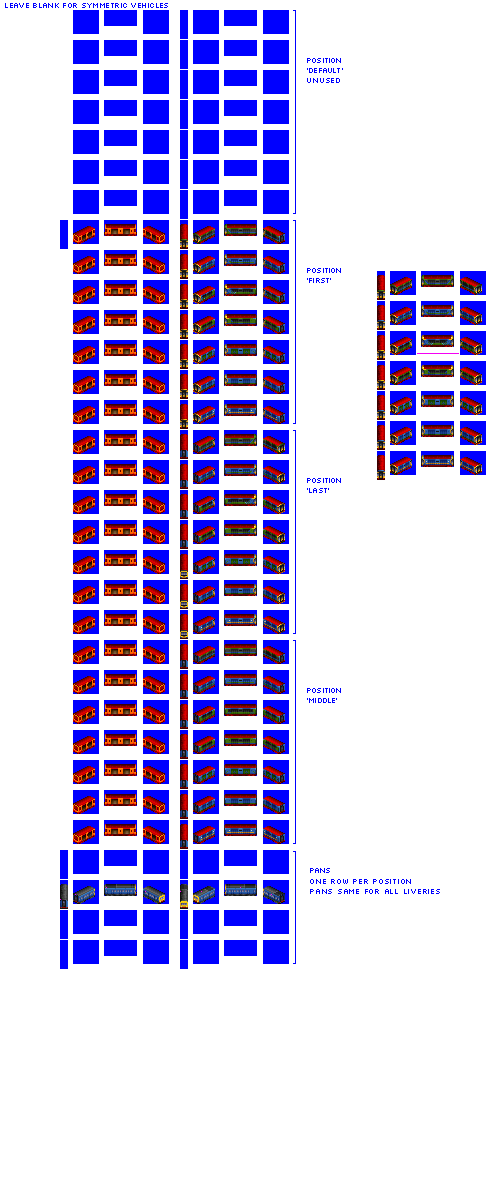 LEAVE BLANK FOR SYMMETRIC VEHICLES
POSITION
'DEFAULT'
UNUSED
POSITION
'FIRST'
POSITION
'LAST'
POSITION
'MIDDLE'
PANS
ONE ROW PER POSITION
PANS SAME FOR ALL LIVERIES